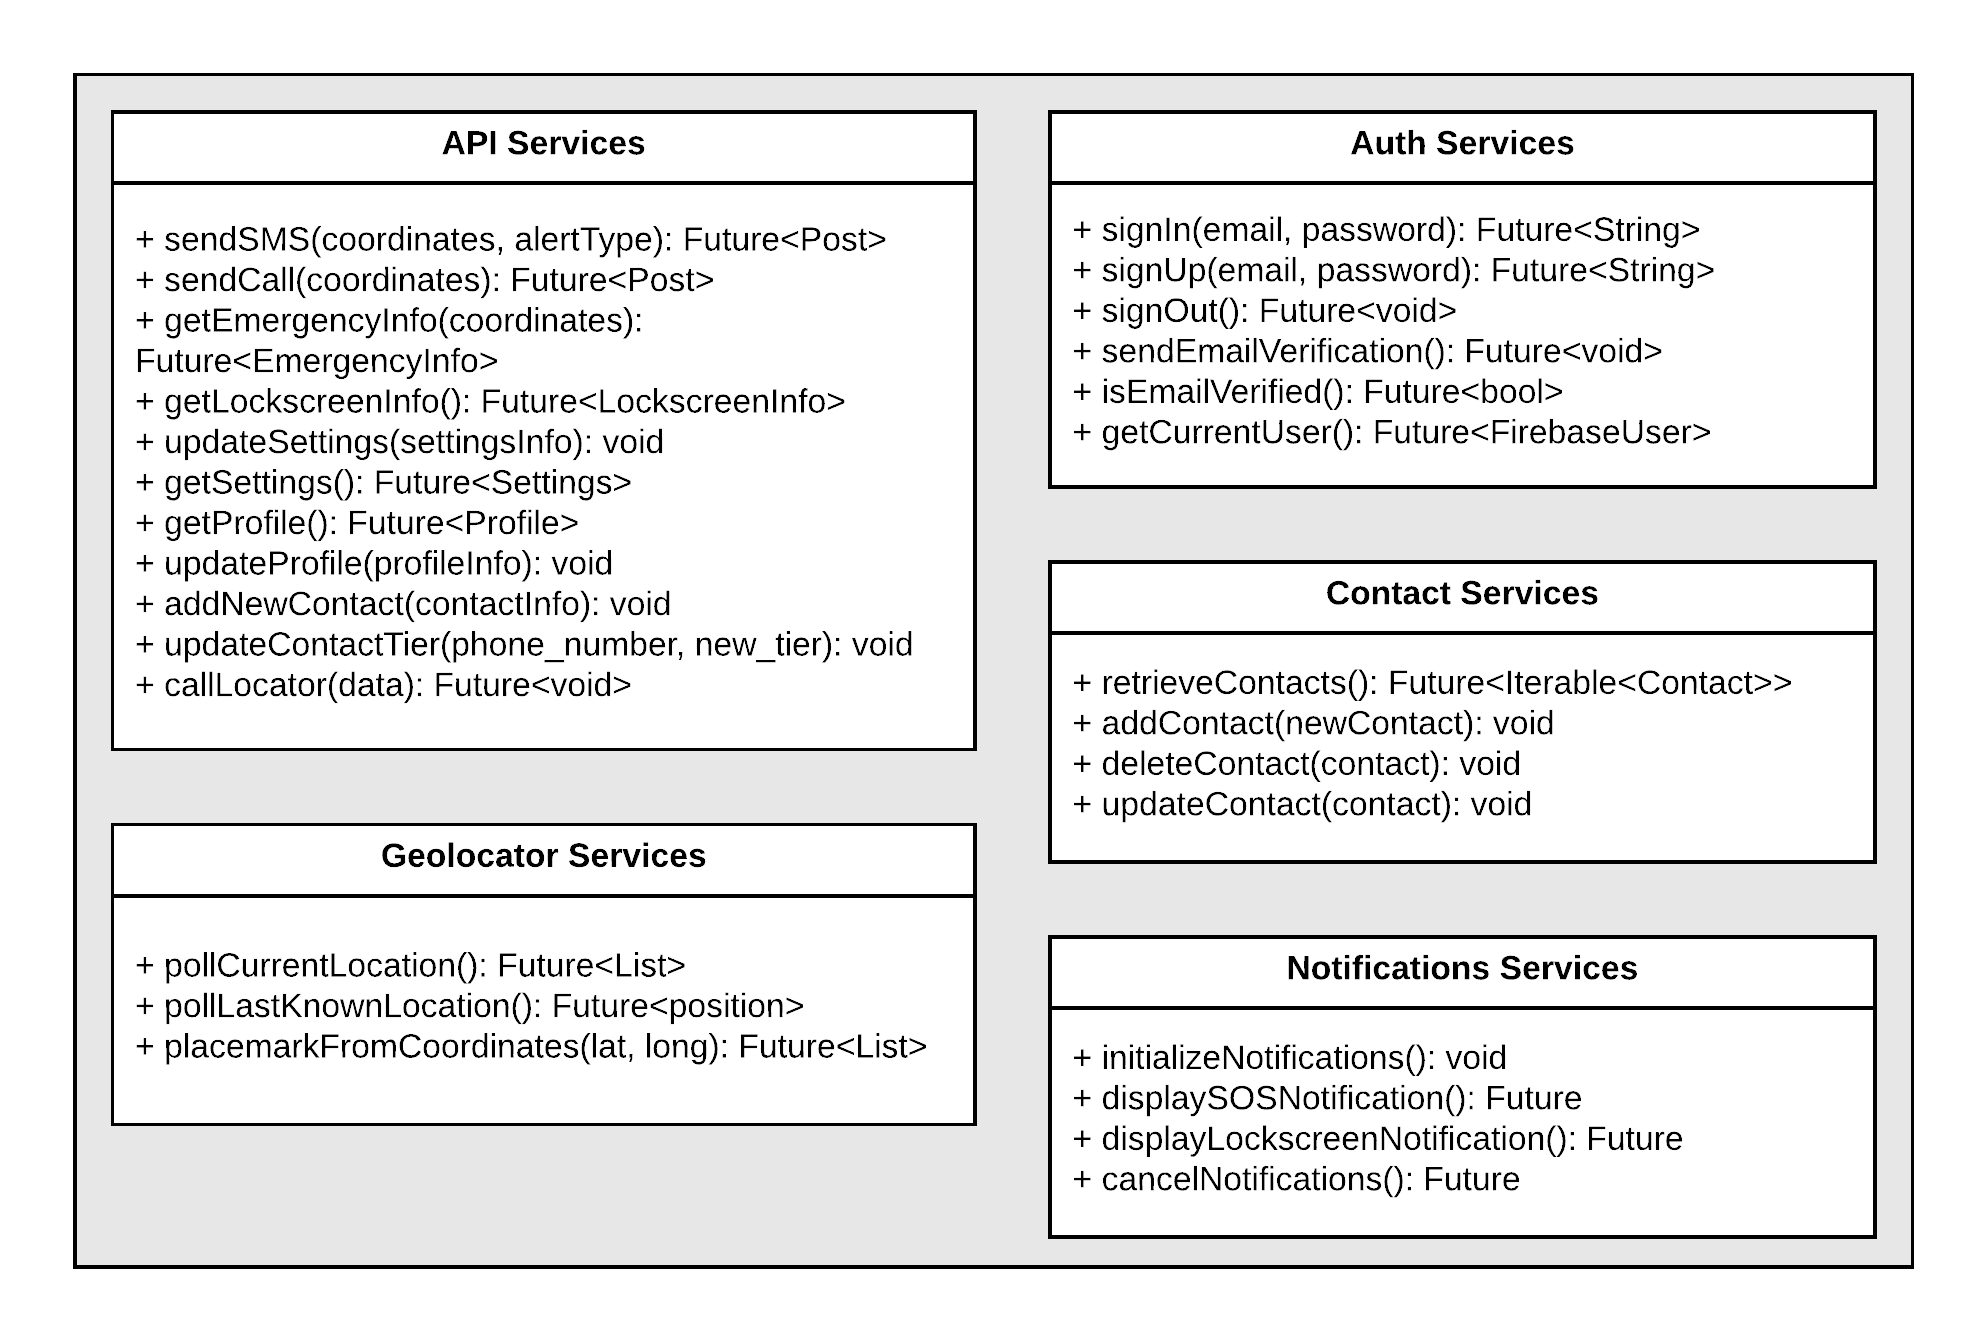 API Services
+ sendSMS(coordinates, alertType): Future<Post>
+ sendCall(coordinates): Future<Post>
+ getEmergencyInfo(coordinates):
Future<EmergencyInfo>
+ getLockscreenInfo(): Future<LockscreenInfo>
+ updateSettings(settingsInfo): void
+ getSettings(): Future<Settings>
+ getProfile(): Future<Profile>
+ updateProfile(profileInfo): void
+ addNewContact(contactInfo): void
+ updateContactTier(phone_number, new_tier): void
+ callLocator(data): Future<void>
Geolocator Services
+ pollCurrentLocation(): Future<List>
+ pollLastKnownLocation(): Future<position>
+ placemarkFromCoordinates(lat, long): Future<List>
Auth Services
+ signIn(email, password): Future<String>
+ signUp(email, password): Future<String>
+ signOut(): Future<void>
+ sendEmailVerification(): Future<void>
+ isEmailVerified(): Future<bool>
+ getCurrentUser(): Future<FirebaseUser>
Contact Services
+ retrieveContacts(): Future<Iterable<Contact>>
+ addContact(newContact): void
+ deleteContact(contact): void
+ updateContact(contact): void
Notifications Services
+ initializeNotifications(): void
+ displaySOSNotification(): Future
+ displayLockscreenNotification(): Future
+ cancelNotifications(): Future